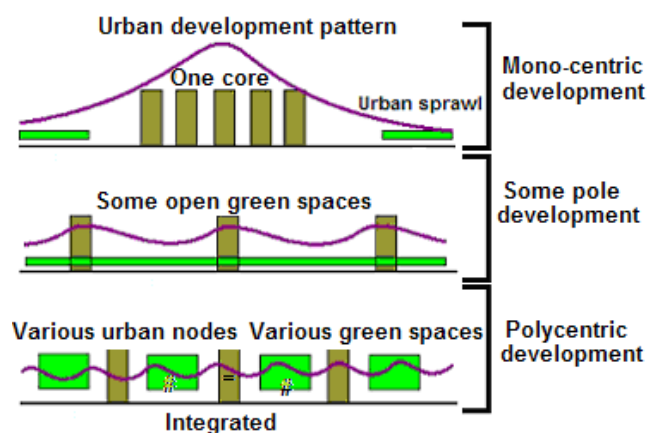 Urban development pattern
One core
Urban sprawl
Mono-centric
development
Some open green spaces
Some pole
development
Various urban nodes
Various green spaces
Polycentric
development
#
=
#
Integrated